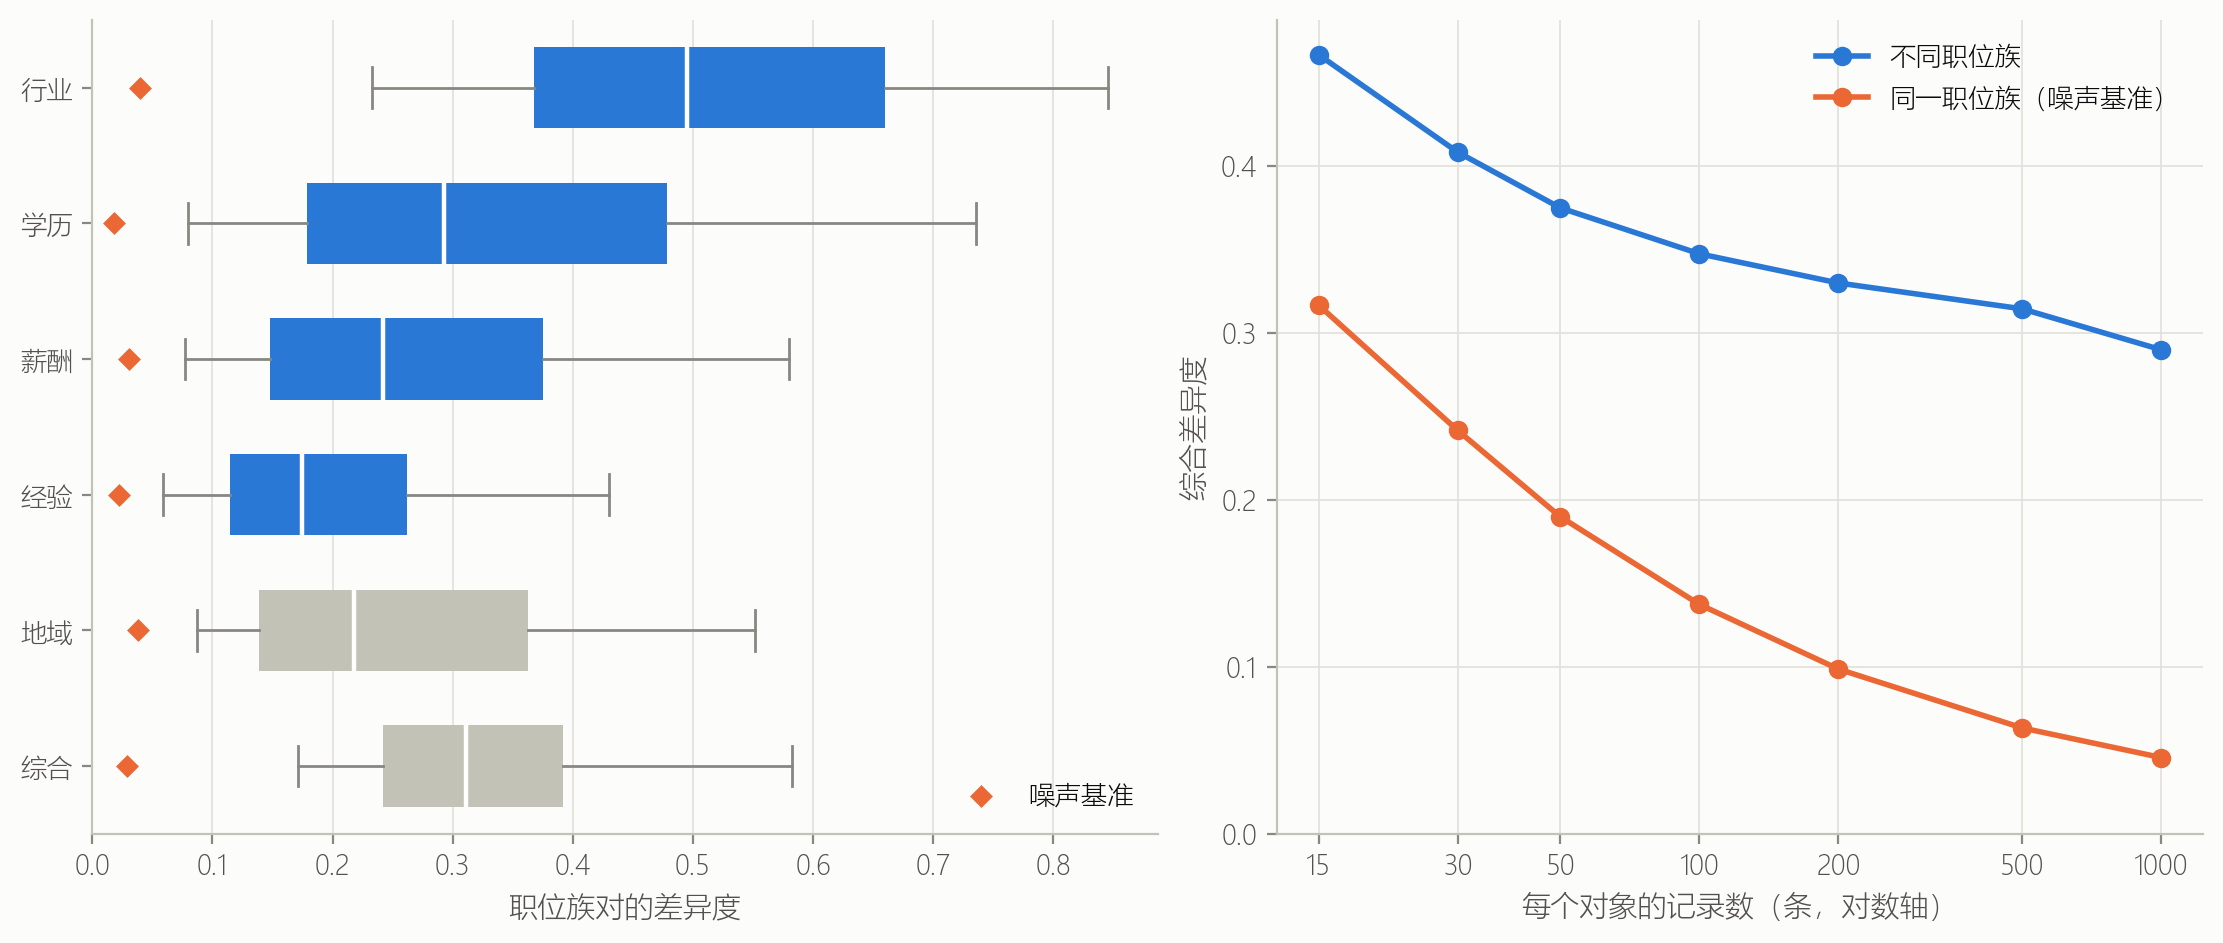 行业
学历
薪酬
经验
地域
综合
噪声基准
0.0 0.1 0.2 0.3 0.4 0.5 0.6 0.7 0.8
职位族对的差异度
不同职位族
同一职位族（噪声基准）
综合差异度
0.4
0.3
0.2
0.1
0.0
15 30 50 100 200 500 1000
每个对象的记录数（条，对数轴）